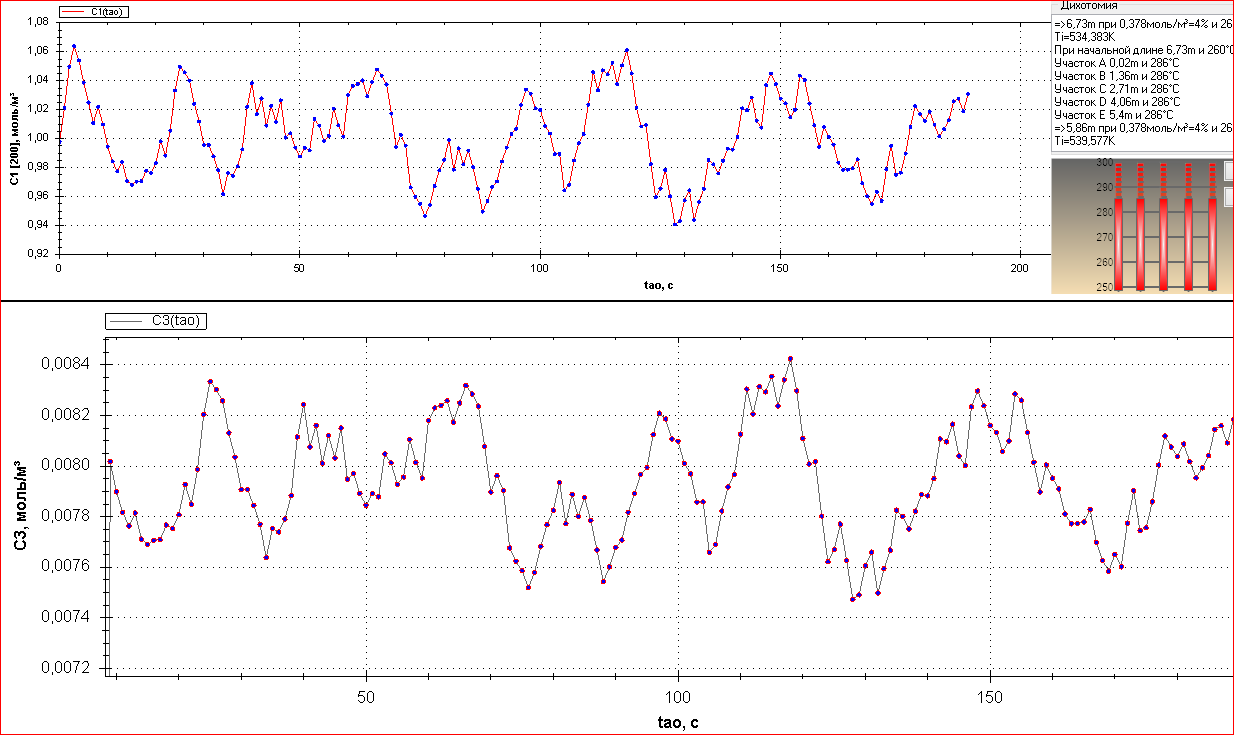 C1(tao)
1,08
1,06
1,04
1,02
1,00
0,98
0,96
0,94
0,92
C1 [200], моль/м³
0
50
100
150
200
tao, c
Дихотомия
=>6,73m при 0,378моль/м³=4% и 26
Ti=534,383K
При начальной длине 6,73m и 260°C
Участок A 0,02m и 286°C
Участок B 1,36m и 286°C
Участок C 2,71m и 286°C
Участок D 4,06m и 286°C
Участок E 5,4m и 286°C
=>5,86m при 0,378моль/м³=4% и 26
Ti=539,577K
300
290
280
270
260
250
C3(tao)
0,0084
0,0082
0,0080
0,0078
0,0076
0,0074
0,0072
C3, моль/м³
50
100
150
tao, c